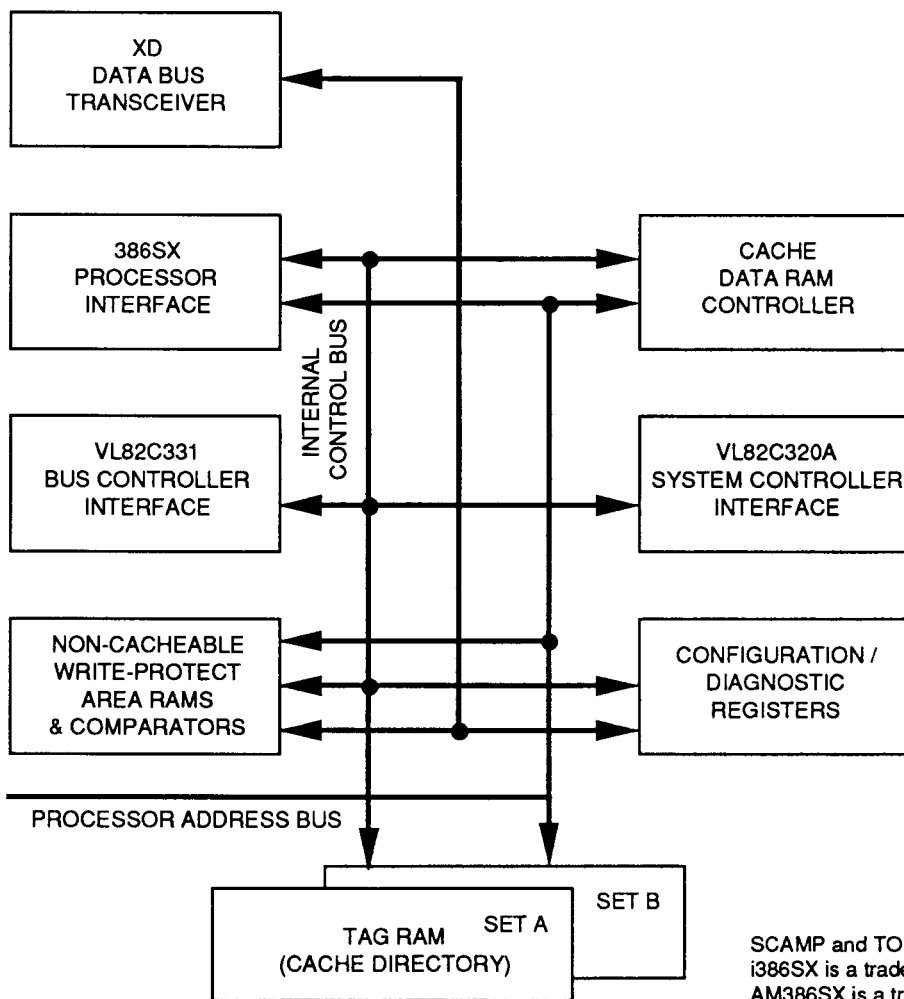 XD
DATA BUS
TRANSCEIVER
386SX
PROCESSOR
INTERFACE
CACHE
DATA RAM
CONTROLLER
INTERNAL
CONTROL BUS
VL82C331
BUS CONTROLLER
INTERFACE
VL82C320A
SYSTEM CONTROLLER
INTERFACE
NON-CACHEABLE
WRITE-PROTECT
AREA RAMS
& COMPARATORS
CONFIGURATION /
DIAGNOSTIC
REGISTERS
PROCESSOR ADDRESS BUS
SET B
SET A
TAG RAM
(CACHE DIRECTORY)
SCAMP and TO
i386SX is a trade
AM386SX is a tr